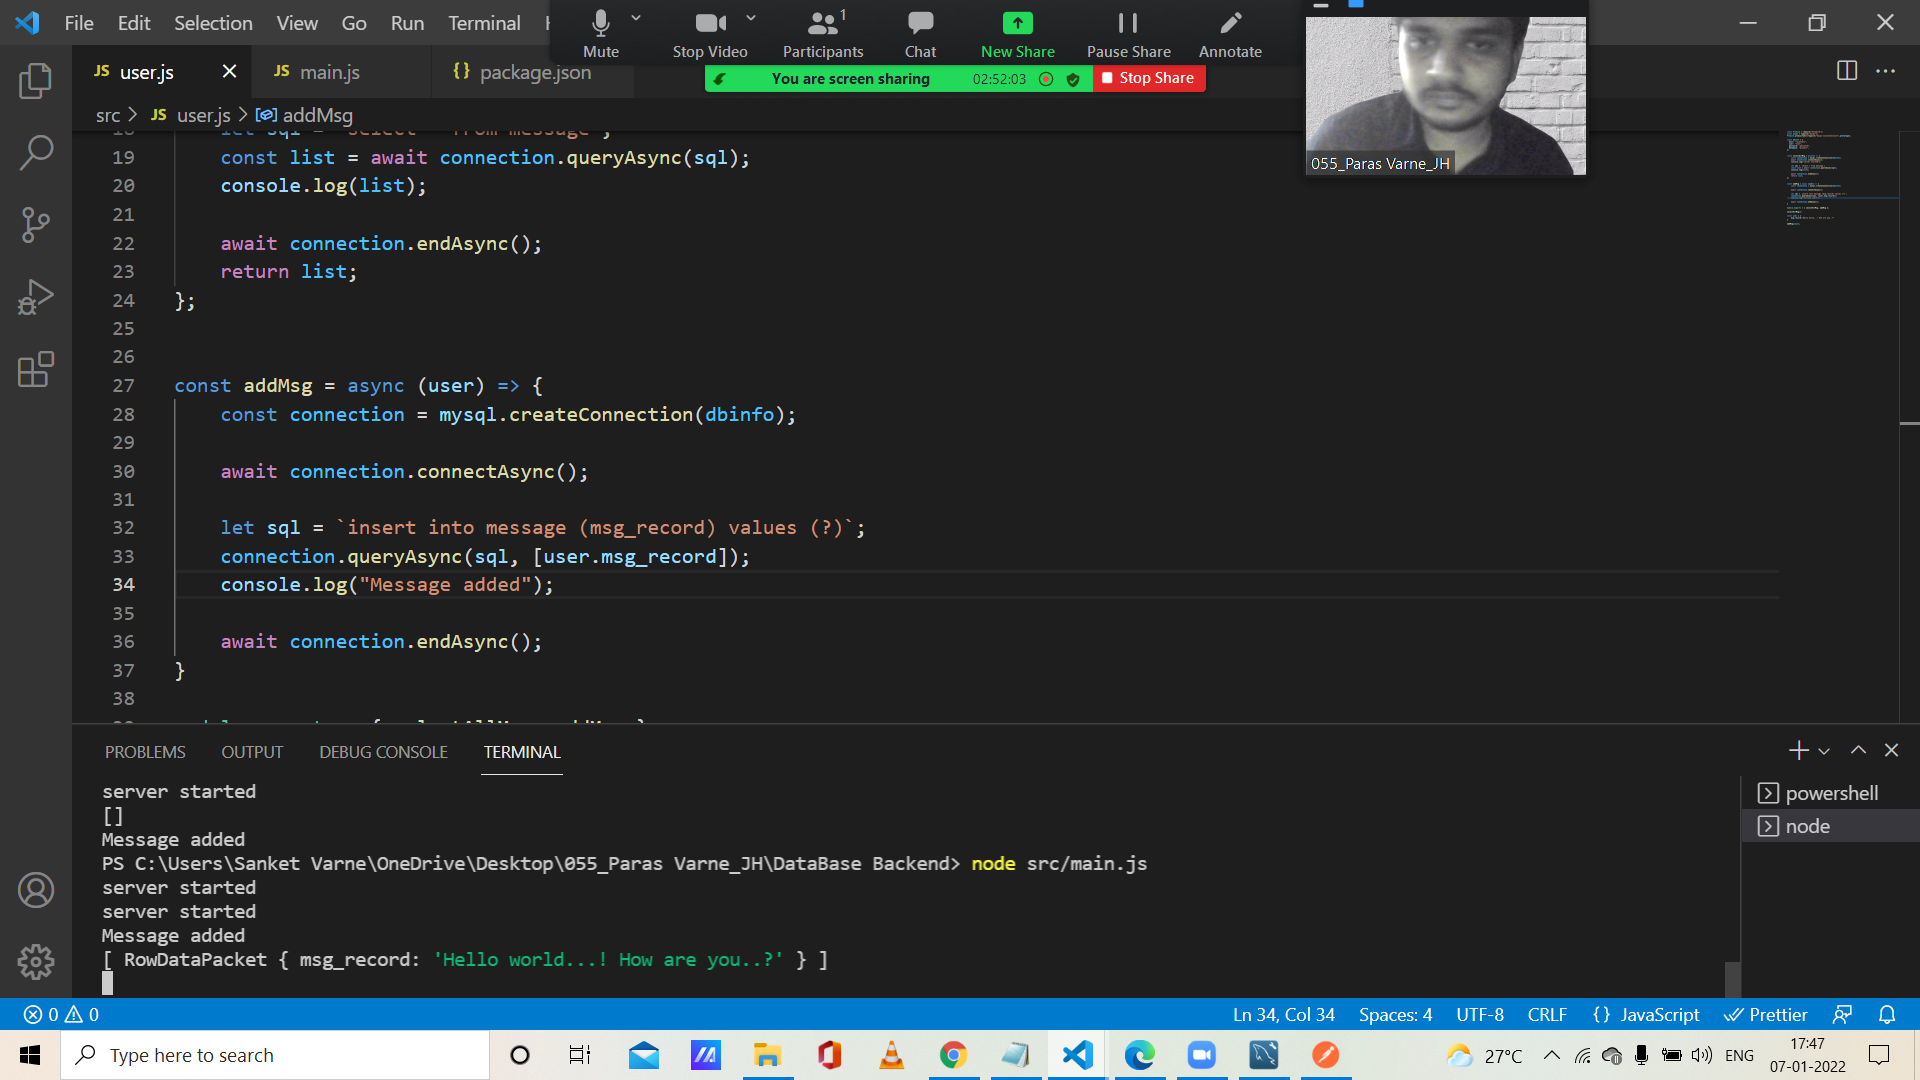 File Edit Selection View Go Run Terminal
Mute
Stop Video
Participants 1
Chat
New Share
Pause Share
Annotate
You are screen sharing 02:52:03 Stop Share
055_Paras Varne_JH
JS user.js
JS main.js
{} package.json
src > JS user.js > addMsg
19 const list = await connection.queryAsync(sql);
20 console.log(list);
21
22 await connection.endAsync();
23 return list;
24 };
25
26
27 const addMsg = async (user) => {
28 const connection = mysql.createConnection(dbinfo);
29
30 await connection.connectAsync();
31
32 let sql = `insert into message (msg_record) values (?)`;
33 connection.queryAsync(sql, [user.msg_record]);
34 console.log("Message added");
35
36 await connection.endAsync();
37 }
38
PROBLEMS OUTPUT DEBUG CONSOLE TERMINAL
server started
[]
Message added
PS C:\Users\Sanket Varne\OneDrive\Desktop\055_Paras Varne_JH\DataBase Backend> node src/main.js
server started
server started
Message added
[ RowDataPacket { msg_record: 'Hello world...! How are you..?' } ]
powershell
node
0 0
Ln 34, Col 34 Spaces: 4 UTF-8 CRLF {} JavaScript Prettier
Type here to search
27°C
ENG
17:47
07-01-2022